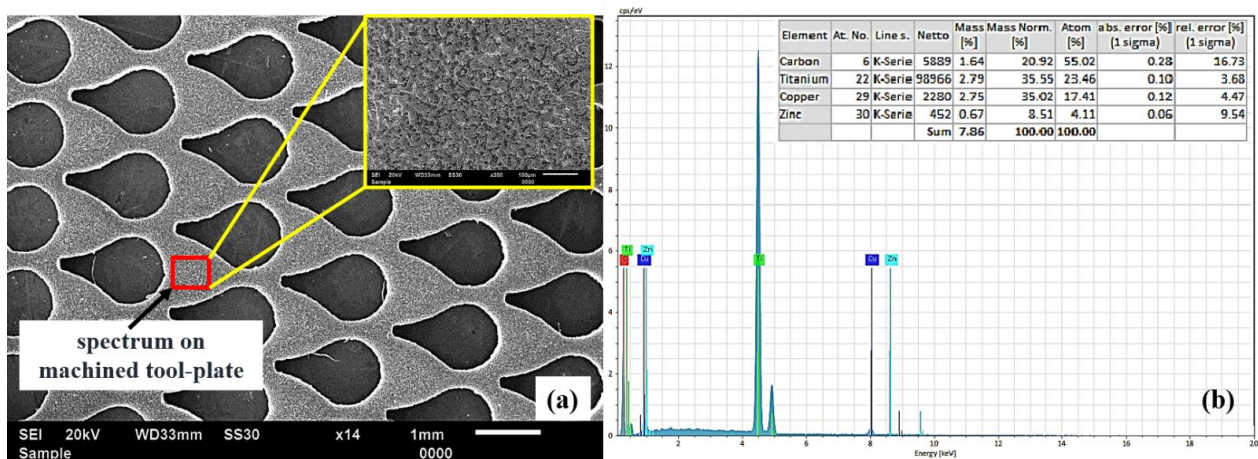 SEI 20kV WD33mm SS30 x200 100µm
Sample 0000
spectrum on
machined tool-plate
(a)
SEI 20kV WD33mm SS30 x14 1mm
Sample 0000
cps/eV
Element At. No. Line s. Netto Mass [%] Mass Norm. [%] Atom [%] abs. error [%] (1 sigma) rel. error [%] (1 sigma)
Carbon 6 K-Serie 5889 1.64 20.92 55.02 0.28 16.73
Titanium 22 K-Serie 98966 2.79 35.55 23.46 0.10 3.68
Copper 29 K-Serie 2280 2.75 35.02 17.41 0.12 4.47
Zinc 30 K-Serie 452 0.67 8.51 4.11 0.06 9.54
Sum 7.86 100.00 100.00
12
10
8
6
4
2
0
Ti Zn Ti Cu Zn
C Cu
2 4 6 8 10 12 14 16 18 20
Energy [keV]
(b)